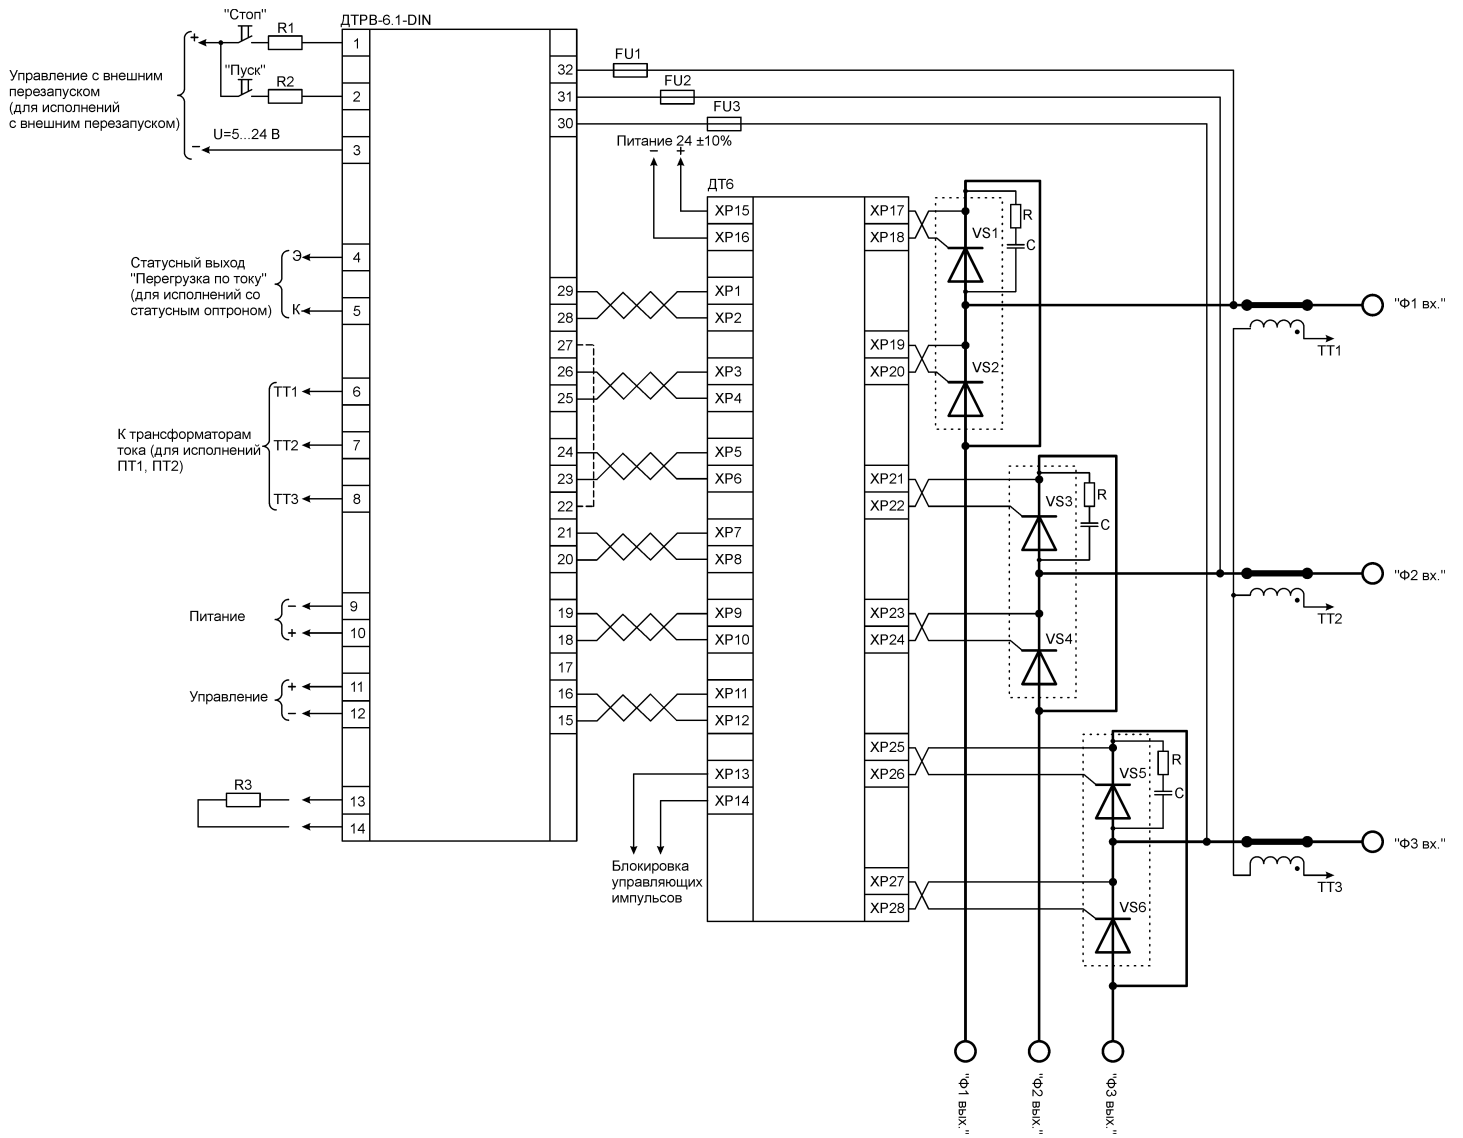 "Стоп"
R1
ДТРВ-6.1-DIN
+
1
Управление с внешним
перезапуском
(для исполнений
с внешним перезапуском)
"Пуск"
R2
2
U=5...24 В
−
3
32
FU1
31
FU2
30
FU3
Питание 24 ±10%
− +
ДТ6
XP15
XP16
XP17
XP18
VS1
R
C
Статусный выход
"Перегрузка по току"
(для исполнений со
статусным оптроном)
Э
4
К
5
29
28
27
26
25
24
23
22
21
20
19
18
17
16
15
XP1
XP2
XP3
XP4
XP5
XP6
XP7
XP8
XP9
XP10
XP11
XP12
XP13
XP14
XP19
XP20
VS2
"Ф1 вх."
ТТ1
К трансформаторам
тока (для исполнений
ПТ1, ПТ2)
ТТ1
6
ТТ2
7
ТТ3
8
XP21
XP22
VS3
R
C
"Ф2 вх."
ТТ2
XP23
XP24
VS4
Питание
−
9
+
10
Управление
+
11
−
12
R3
13
14
XP25
XP26
VS5
R
C
"Ф3 вх."
ТТ3
XP27
XP28
VS6
Блокировка
управляющих
импульсов
"Ф1 вых."
"Ф2 вых."
"Ф3 вых."